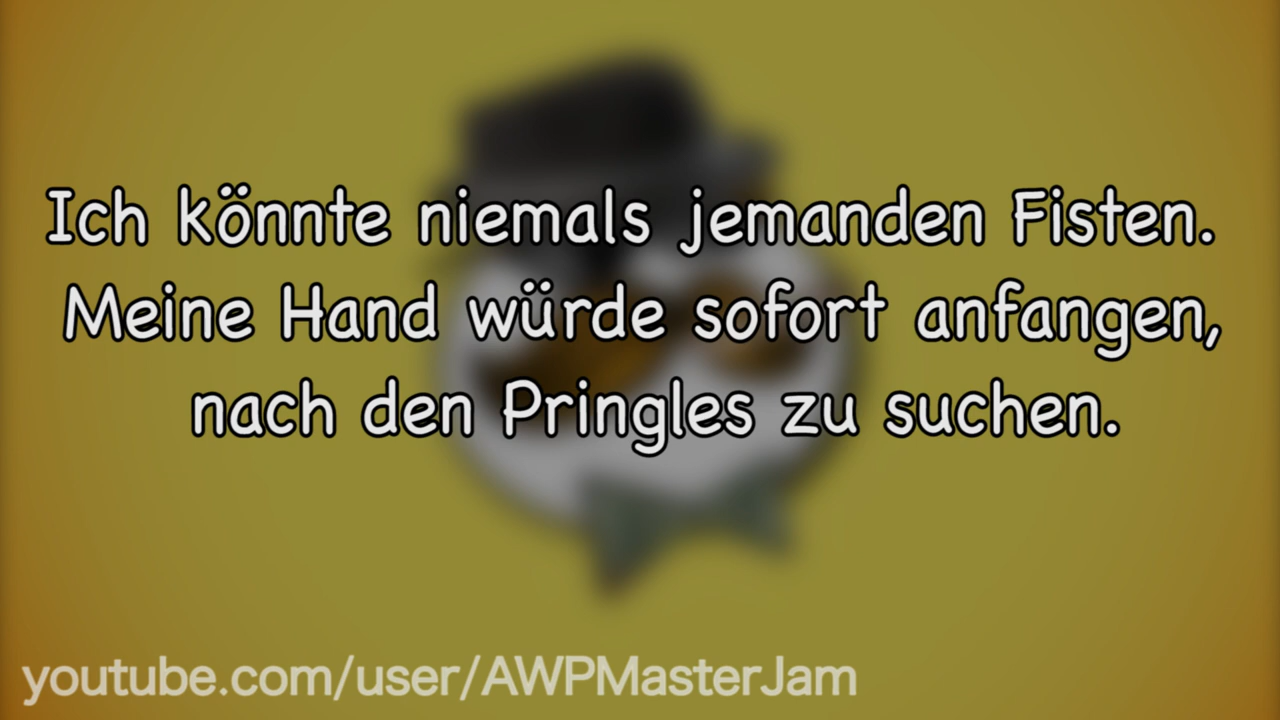 Ich könnte niemals jemanden Fisten.
Meine Hand würde sofort anfangen,
nach den Pringles zu suchen.
youtube.com/user/AWPMasterJam